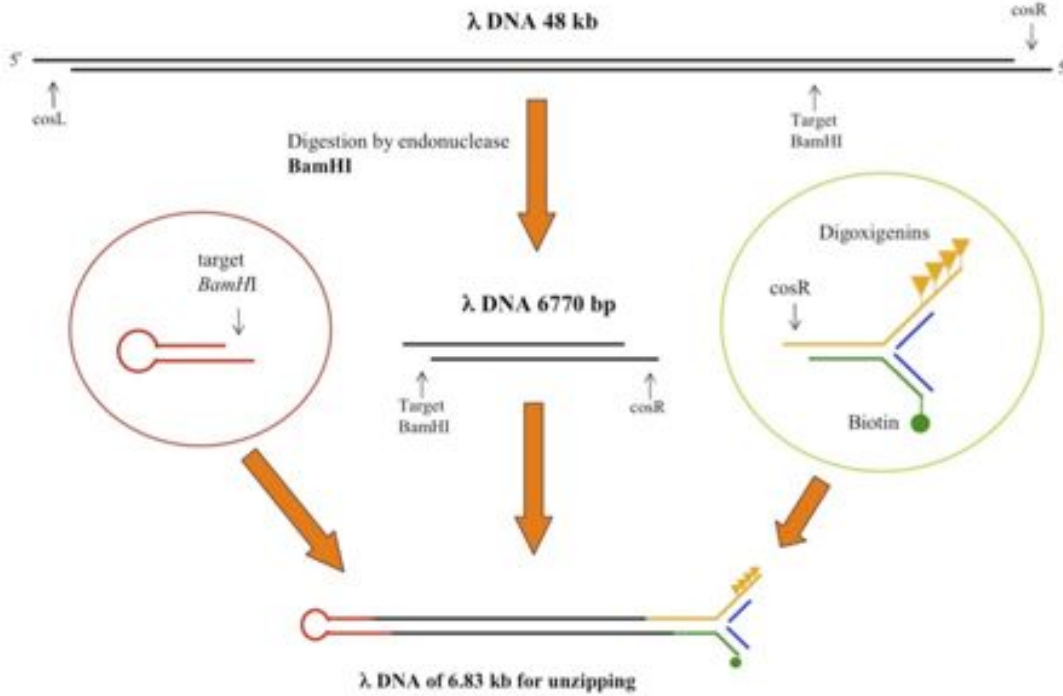 λ DNA 48 kb
cosR
5'
5'
cosL
Target
BamHI
Digestion by endonuclease
BamHI
target
BamHI
Digoxigenins
cosR
λ DNA 6770 bp
Target
BamHI
cosR
Biotin
λ DNA of 6.83 kb for unzipping